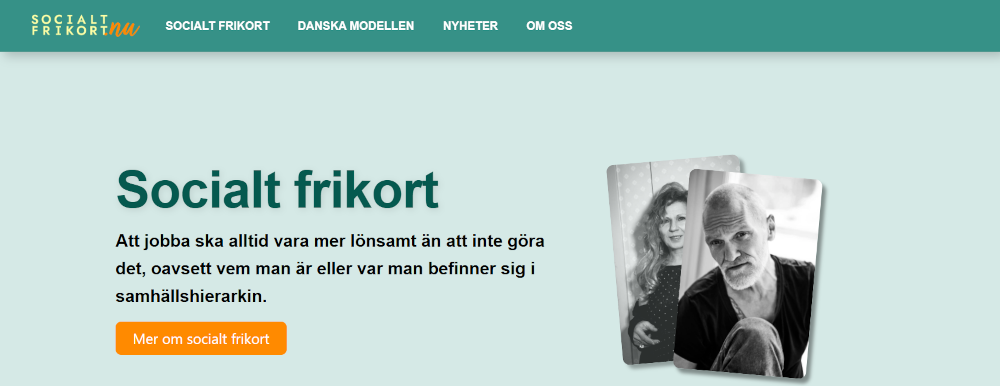 SOCIALT
FRIKORT.nu
SOCIALT FRIKORT DANSKA MODELLEN NYHETER OM OSS
Socialt frikort
Att jobba ska alltid vara mer lönsamt än att inte göra
det, oavsett vem man är eller var man befinner sig i
samhällshierarkin.
Mer om socialt frikort